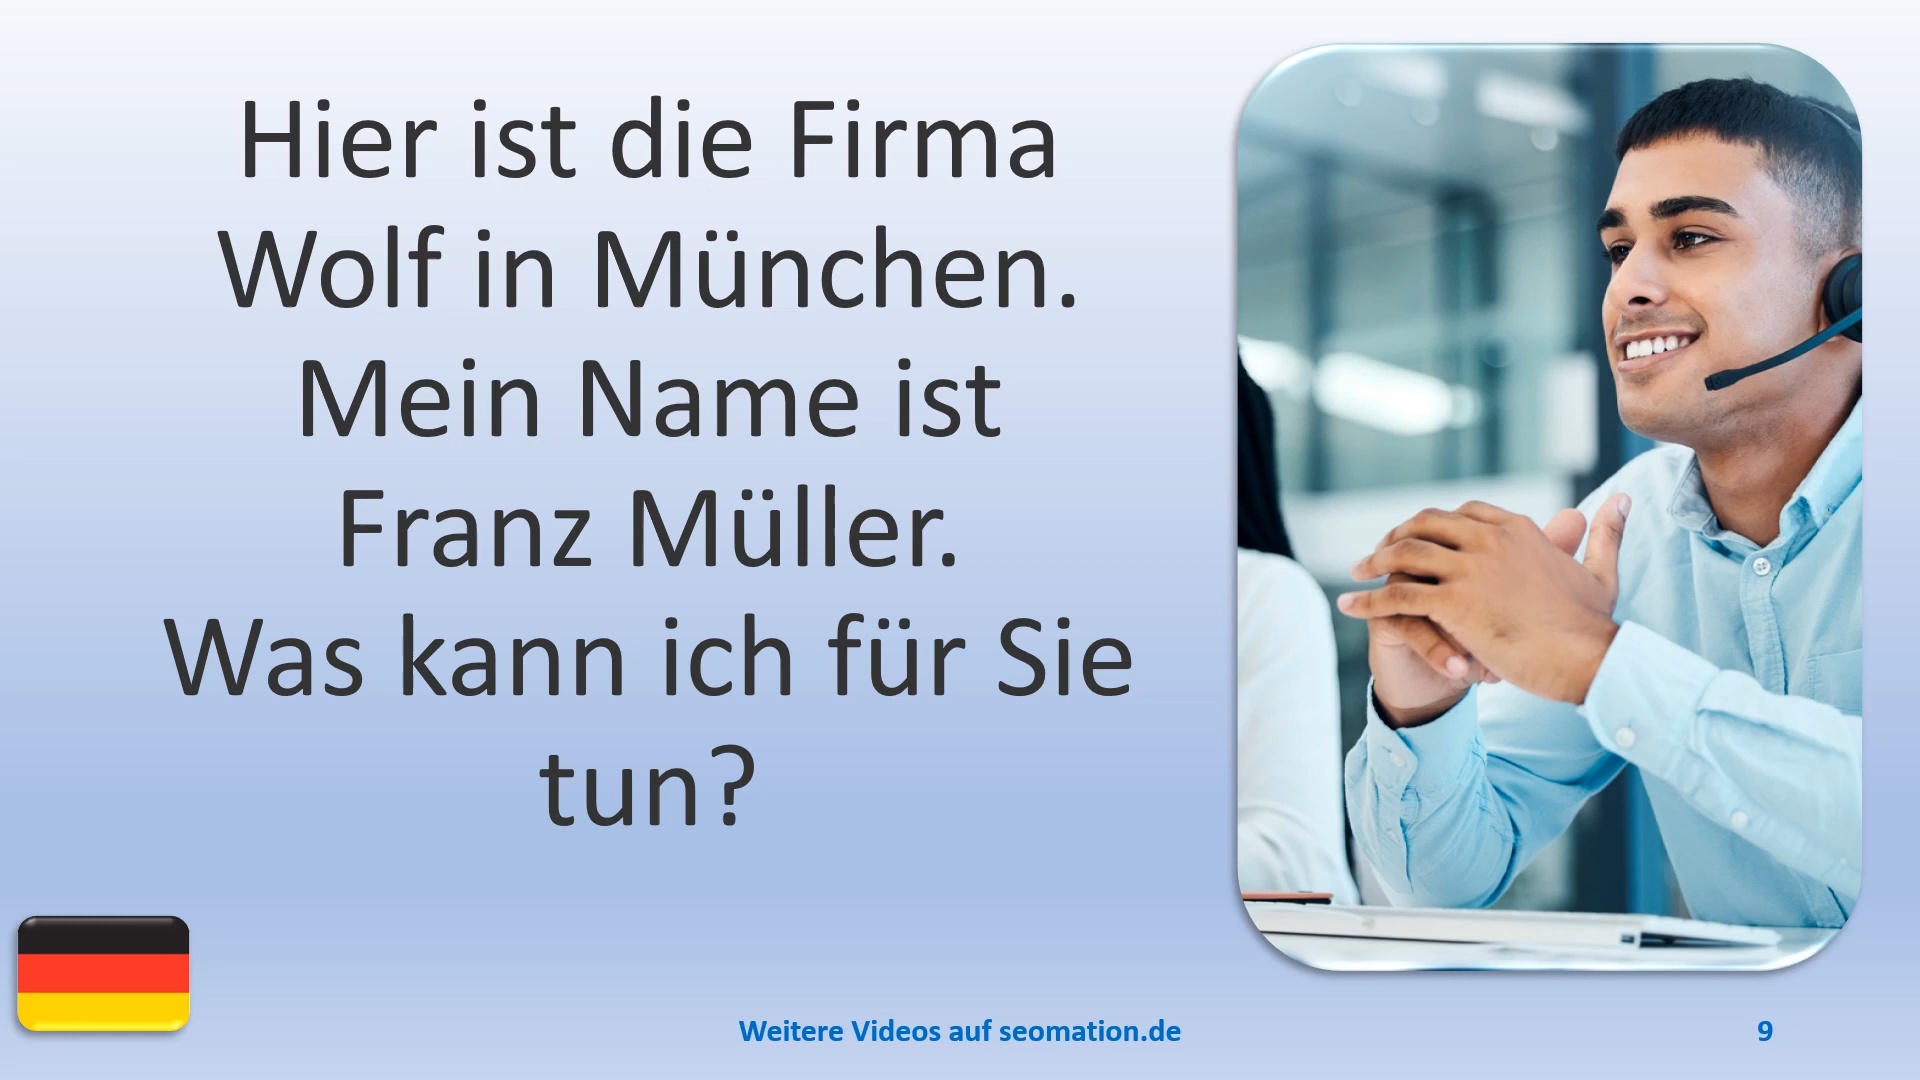 Hier ist die Firma
Wolf in München.
Mein Name ist
Franz Müller.
Was kann ich für Sie
tun?
Weitere Videos auf seomation.de
9